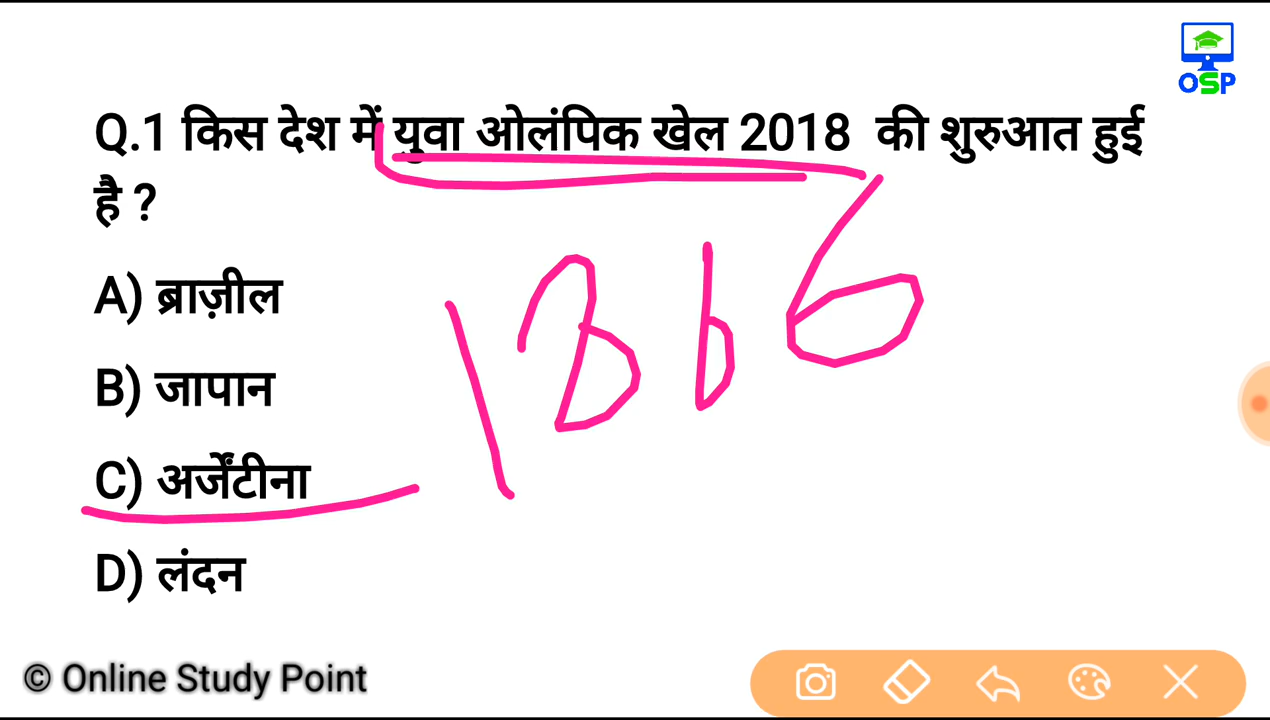 OSP
Q.1 किस देश में युवा ओलंपिक खेल 2018 की शुरुआत हुई
है ?
A) ब्राज़ील
B) जापान
C) अर्जेंटीना
D) लंदन
© Online Study Point